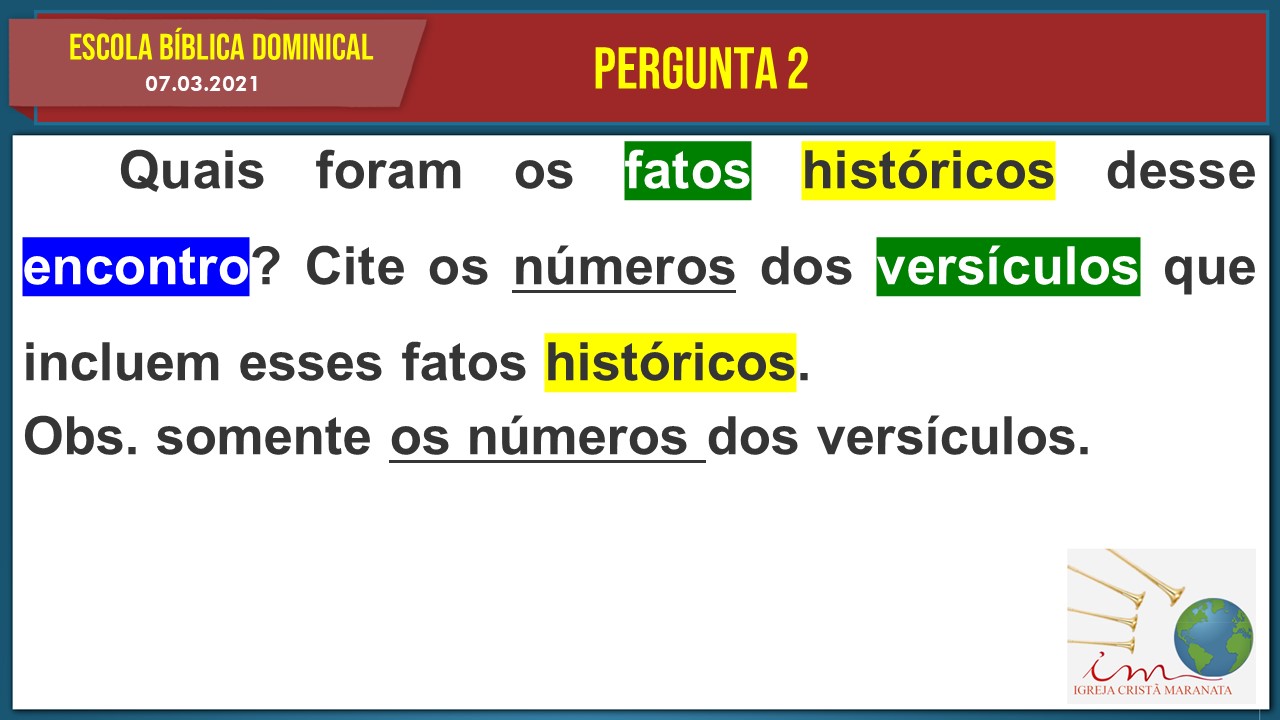 ESCOLA BÍBLICA DOMINICAL
07.03.2021
PERGUNTA 2
Quais foram os fatos históricos desse
encontro? Cite os números dos versículos que
incluem esses fatos históricos.
Obs. somente os números dos versículos.
im
IGREJA CRISTÃ MARANATA